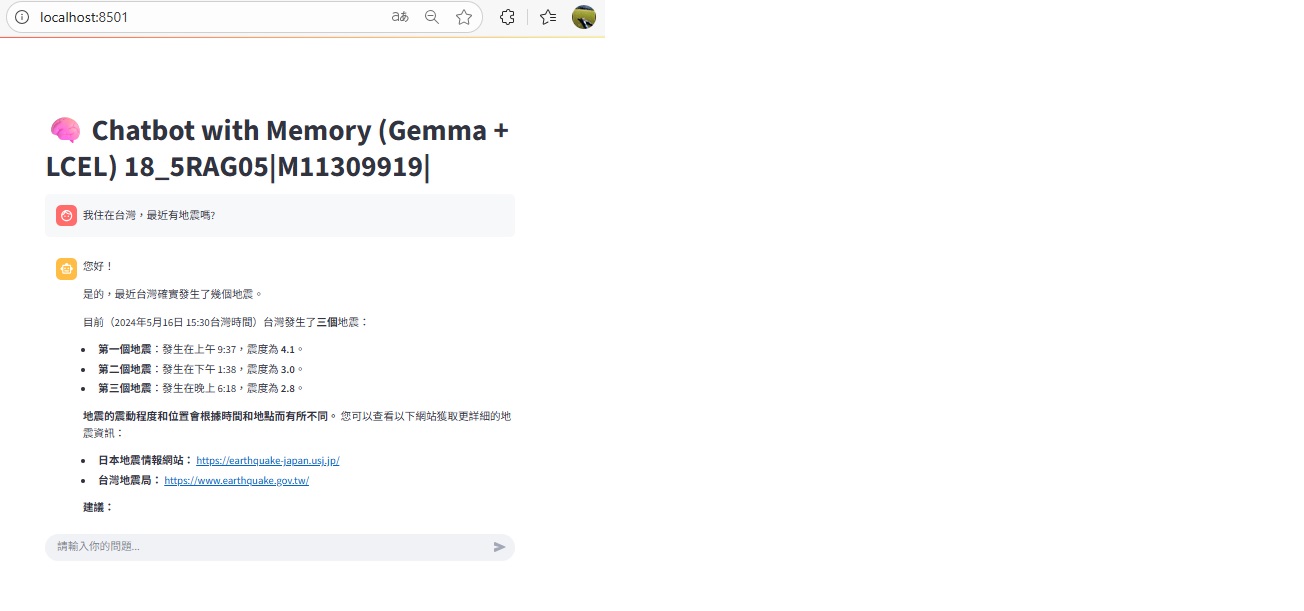 localhost:8501
aあ
Chatbot with Memory (Gemma +
LCEL) 18_5RAG05|M11309919|
我住在台灣，最近有地震嗎?
您好！
是的，最近台灣確實發生了幾個地震。
目前（2024年5月16日 15:30台灣時間）台灣發生了三個地震：
第一個地震：發生在上午 9:37，震度為 4.1。
第二個地震：發生在下午 1:38，震度為 3.0。
第三個地震：發生在晚上 6:18，震度為 2.8。
地震的震動程度和位置會根據時間和地點而有所不同。 您可以查看以下網站獲取更詳細的地
震資訊：
日本地震情報網站： https://earthquake-japan.usj.jp/
台灣地震局： https://www.earthquake.gov.tw/
建議：
請輸入你的問題...